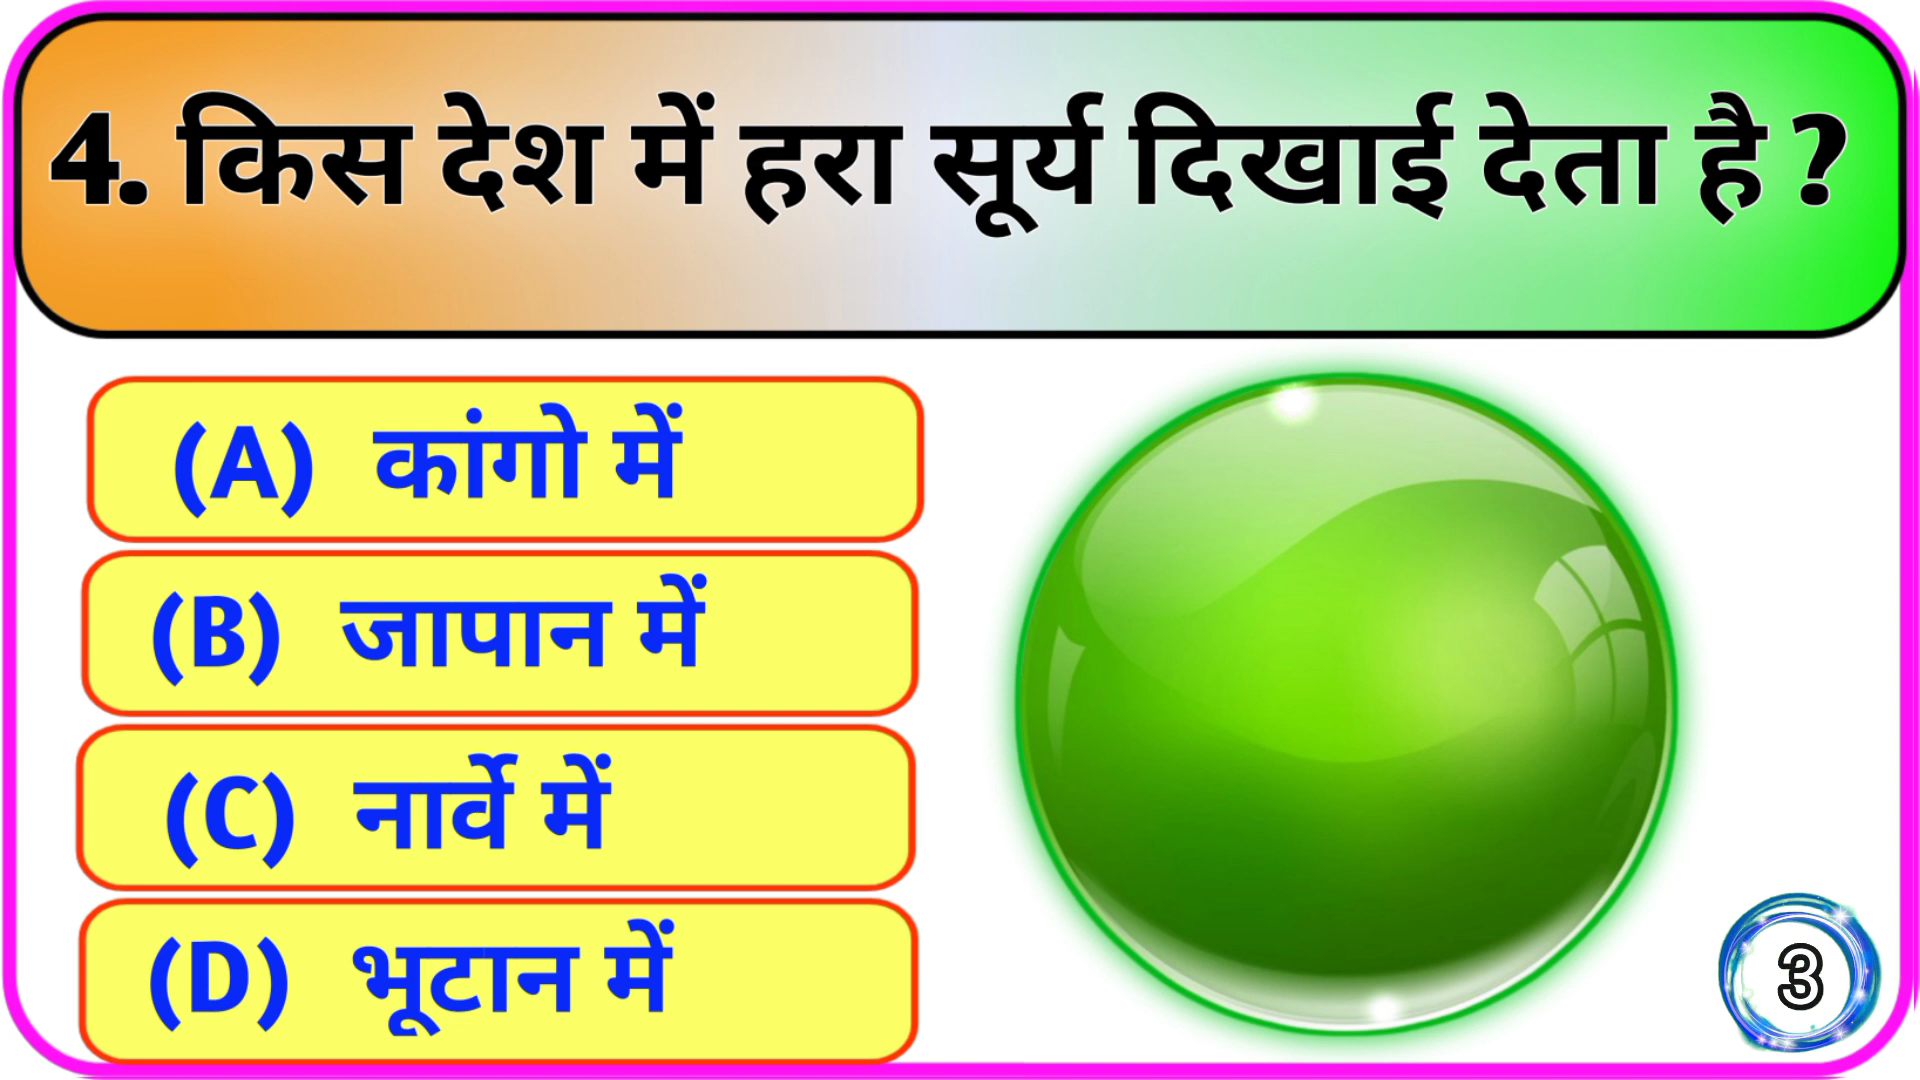 4. किस देश में हरा सूर्य दिखाई देता है ?
(A) कांगो में
(B) जापान में
(C) नार्वे में
(D) भूटान में
3